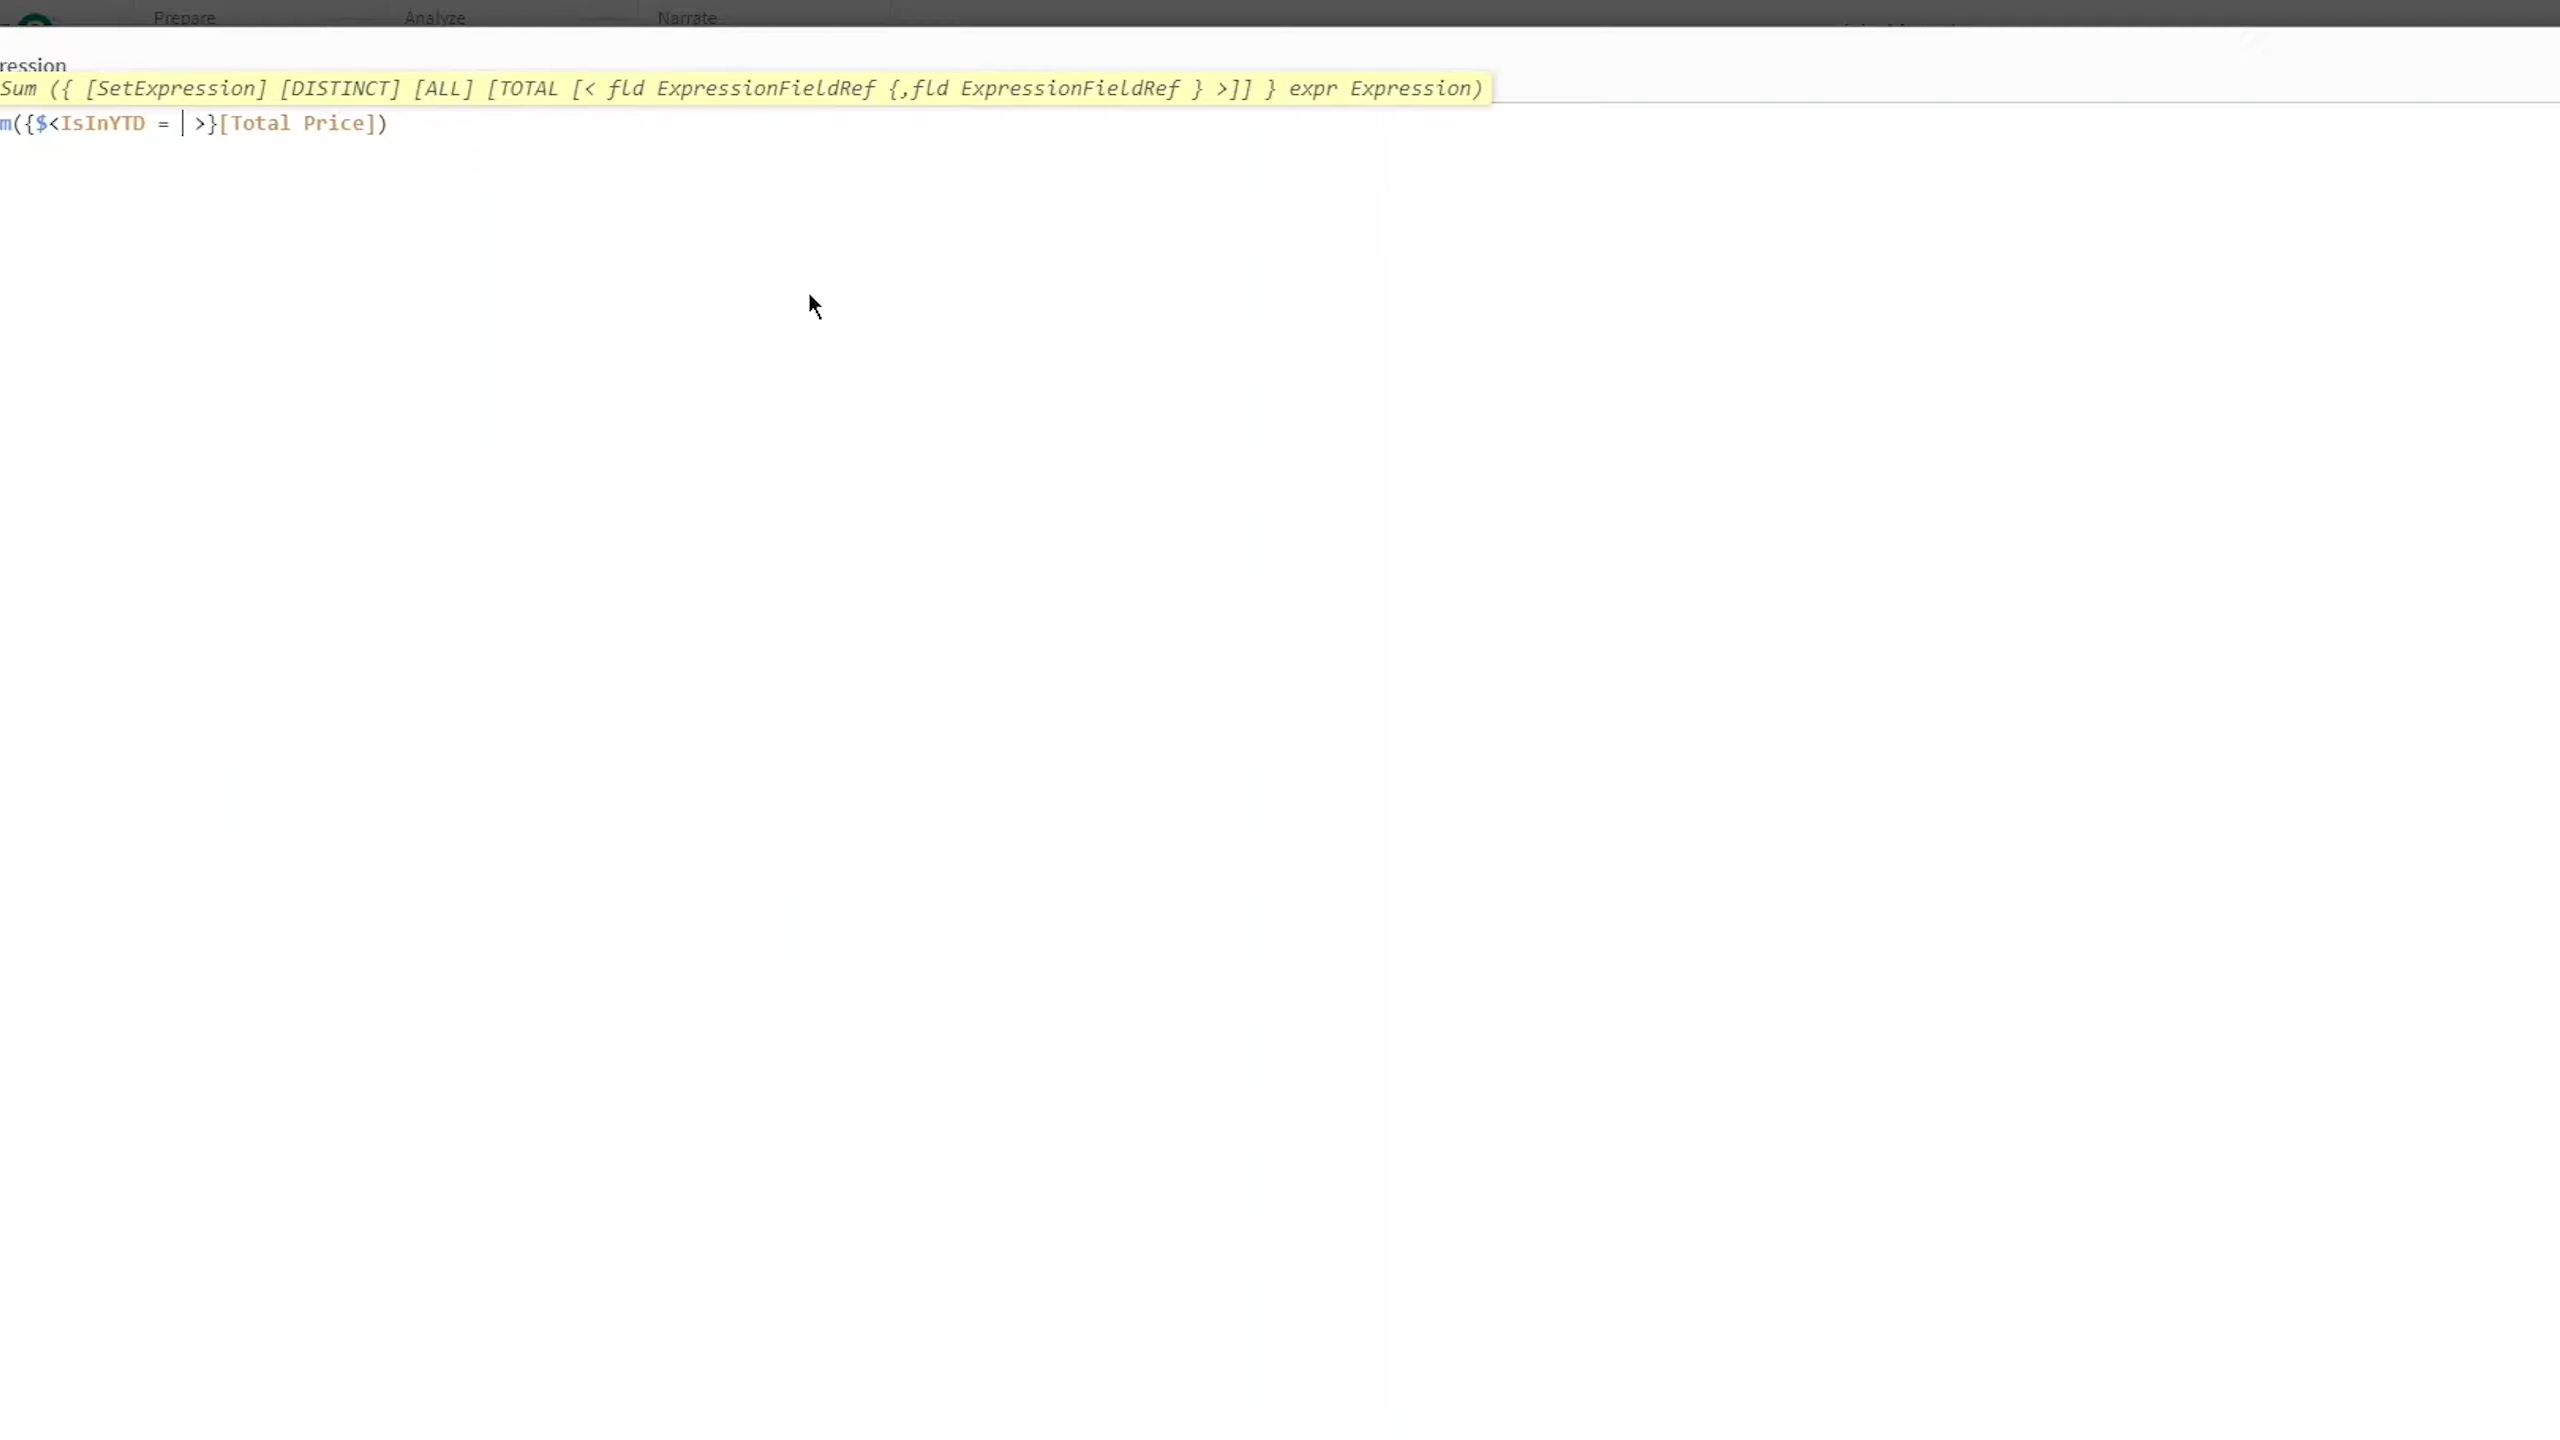 Prepare Analyze Narrate
ression
Sum ({ [SetExpression] [DISTINCT] [ALL] [TOTAL [< fld ExpressionFieldRef {,fld ExpressionFieldRef } >]] } expr Expression)
m({$<IsInYTD = >}[Total Price])